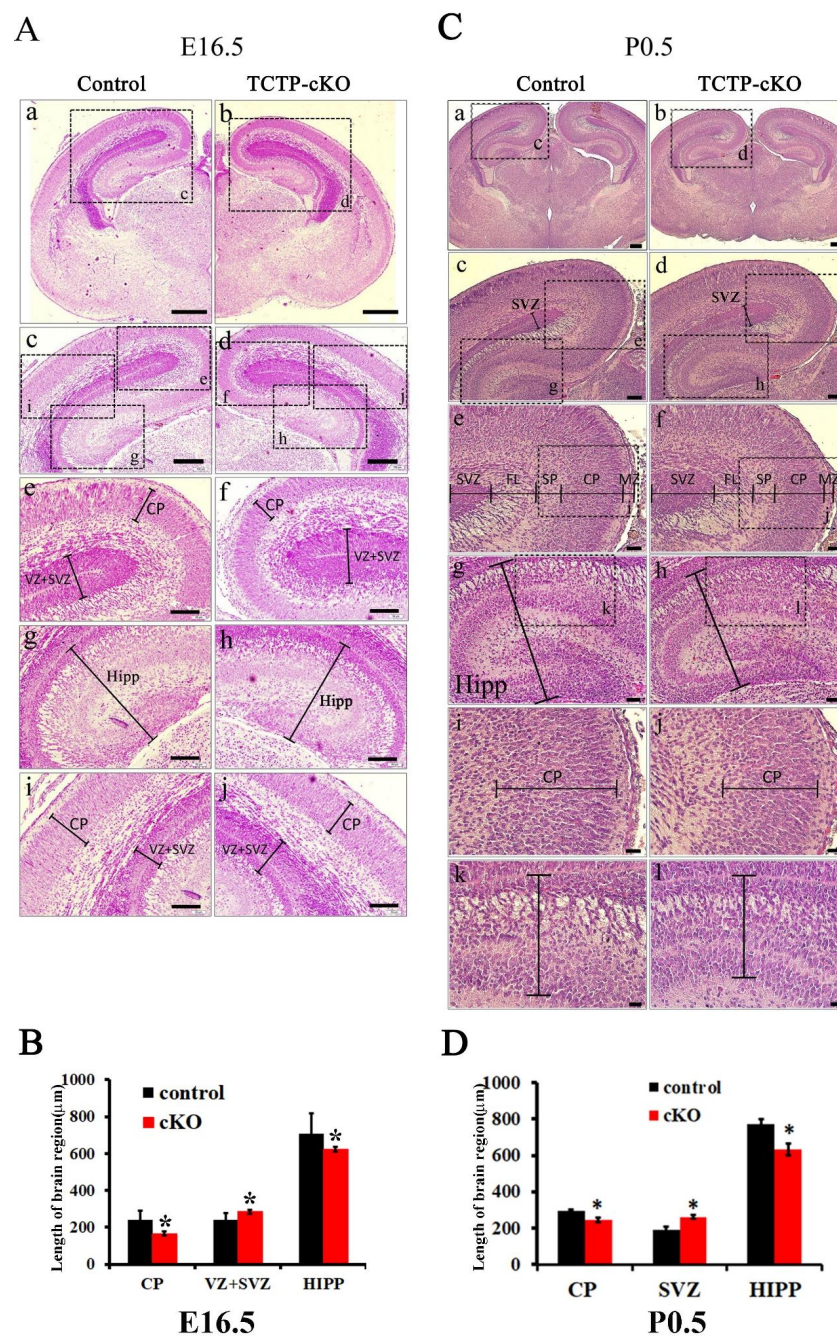 A
E16.5
Control TCTP-cKO
a b
c d
c d
e f j
i g h
e f
CP CP
VZ+SVZ VZ+SVZ
g h
Hipp Hipp
i j
CP CP
VZ+SVZ VZ+SVZ
B
1000
800
600
400
200
0
Length of brain region(μm)
control
cKO
* * *
CP VZ+SVZ HIPP
E16.5
C
P0.5
Control TCTP-cKO
a b
c d
c d
SVZ SVZ
e
g h
e f
SVZ FL SP CP MZ SVZ FL SP CP MZ
g h
k l
Hipp
i j
CP CP
k l
D
1000
800
600
400
200
0
Length of brain region(μm)
control
cKO
* * *
CP SVZ HIPP
P0.5